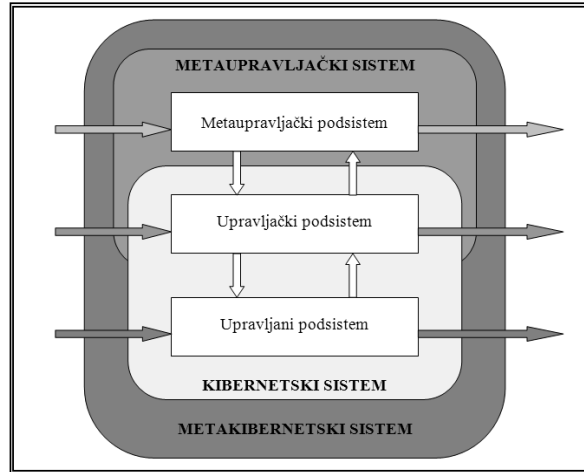 METAUPRAVLJAČKI SISTEM
Metaupravljački podsistem
Upravljački podsistem
Upravljani podsistem
KIBERNETSKI SISTEM
METAKIBERNETSKI SISTEM